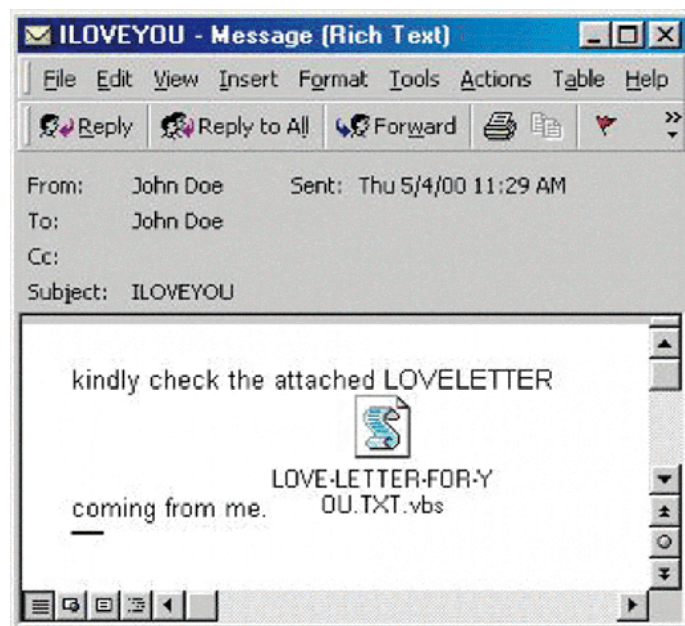 ILOVEYOU - Message (Rich Text)
File Edit View Insert Format Tools Actions Table Help
Reply Reply to All Forward
From: John Doe Sent: Thu 5/4/00 11:29 AM
To: John Doe
Cc:
Subject: ILOVEYOU
kindly check the attached LOVELETTER
LOVE-LETTER-FOR-Y
OU.TXT.vbs
coming from me.